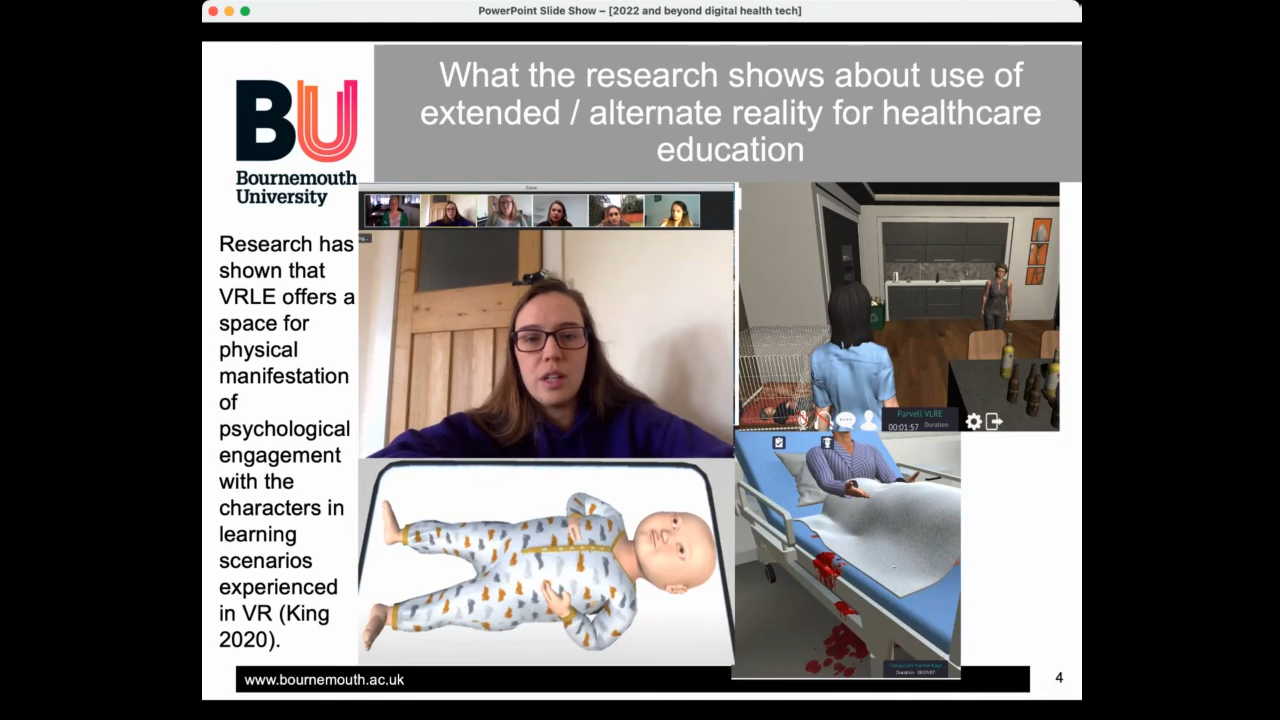 PowerPoint Slide Show – [2022 and beyond digital health tech]
What the research shows about use of
extended / alternate reality for healthcare
education
BU
Bournemouth
University
Research has
shown that
VRLE offers a
space for
physical
manifestation
of
psychological
engagement
with the
characters in
learning
scenarios
experienced
in VR (King
2020).
Zoom
Parvell VLRE
00:01:57 Duration
www.bournemouth.ac.uk
4